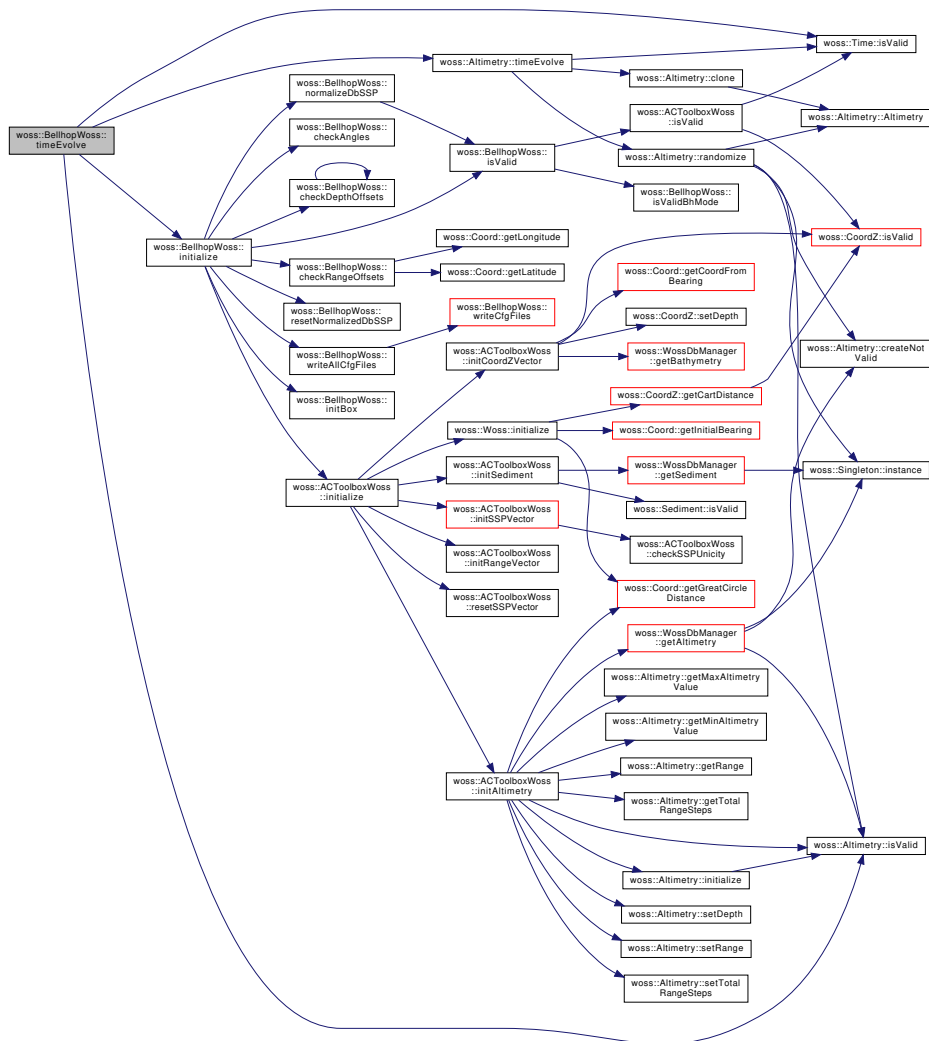 woss::BellhopWoss::
timeEvolve
woss::BellhopWoss::
initialize
woss::BellhopWoss::
normalizeDbSSP
woss::BellhopWoss::
checkAngles
woss::BellhopWoss::
checkDepthOffsets
woss::BellhopWoss::
checkRangeOffsets
woss::BellhopWoss::
resetNormalizedDbSSP
woss::BellhopWoss::
writeAllCfgFiles
woss::BellhopWoss::
initBox
woss::ACToolboxWoss
::initialize
woss::Altimetry::timeEvolve
woss::BellhopWoss::
isValid
woss::Coord::getLongitude
woss::Coord::getLatitude
woss::BellhopWoss::
writeCfgFiles
woss::ACToolboxWoss
::initCoordZVector
woss::Woss::initialize
woss::ACToolboxWoss
::initSediment
woss::ACToolboxWoss
::initSSPVector
woss::ACToolboxWoss
::initRangeVector
woss::ACToolboxWoss
::resetSSPVector
woss::ACToolboxWoss
::initAltimetry
woss::Altimetry::clone
woss::ACToolboxWoss
::isValid
woss::Altimetry::randomize
woss::BellhopWoss::
isValidBhMode
woss::Coord::getCoordFrom
Bearing
woss::CoordZ::setDepth
woss::WossDbManager
::getBathymetry
woss::CoordZ::getCartDistance
woss::Coord::getInitialBearing
woss::WossDbManager
::getSediment
woss::Sediment::isValid
woss::ACToolboxWoss
::checkSSPUnicity
woss::Coord::getGreatCircle
Distance
woss::WossDbManager
::getAltimetry
woss::Altimetry::getMaxAltimetry
Value
woss::Altimetry::getMinAltimetry
Value
woss::Altimetry::getRange
woss::Altimetry::getTotal
RangeSteps
woss::Altimetry::initialize
woss::Altimetry::setDepth
woss::Altimetry::setRange
woss::Altimetry::setTotal
RangeSteps
woss::Time::isValid
woss::Altimetry::Altimetry
woss::CoordZ::isValid
woss::Altimetry::createNot
Valid
woss::Singleton::instance
woss::Altimetry::isValid